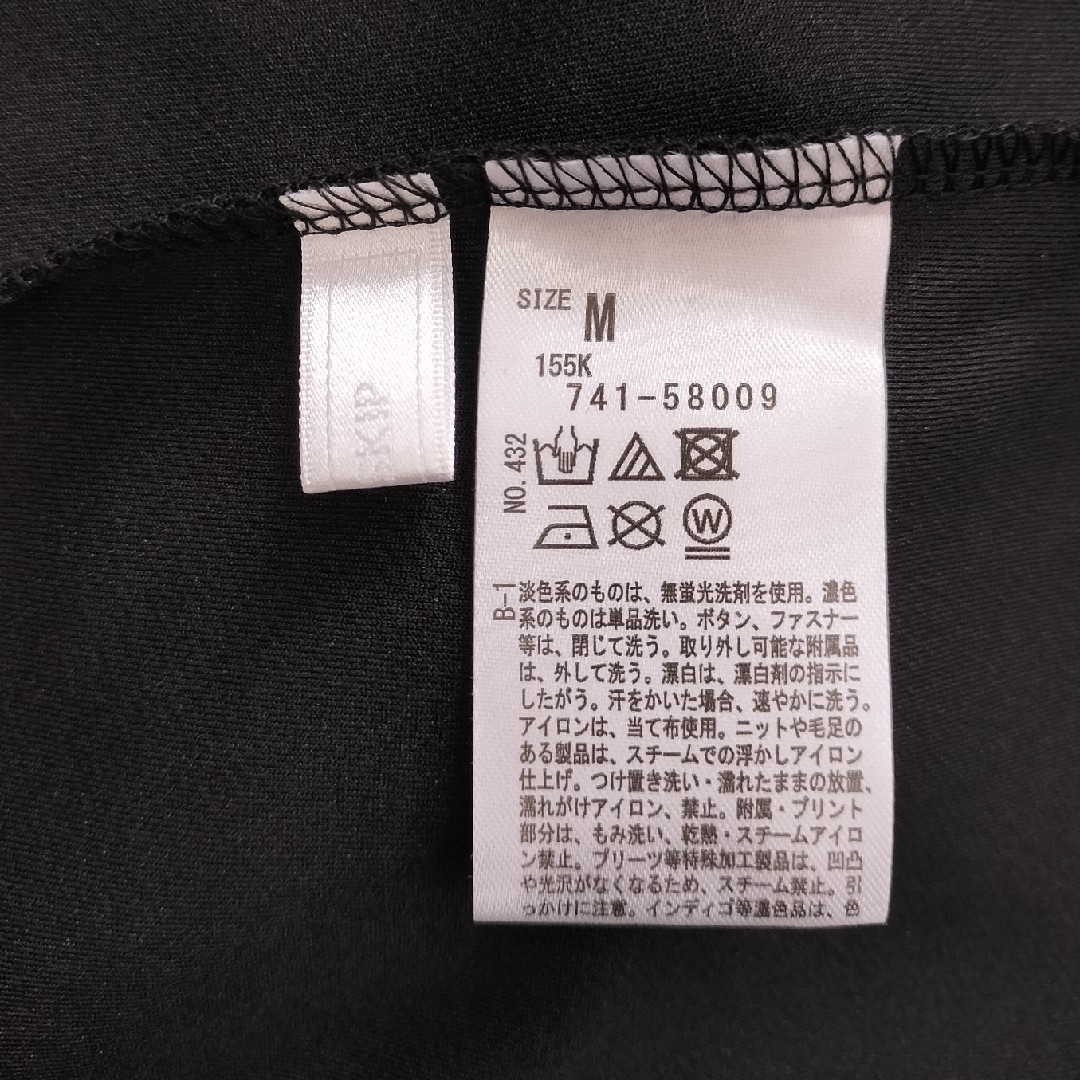 SKIP
SIZE M
155K
741-58009
NO.432
W
B-1
淡色系のものは、無蛍光洗剤を使用。濃色
系のものは単品洗い。ボタン、ファスナー
等は、閉じて洗う。取り外し可能な附属品
は、外して洗う。漂白は、漂白剤の指示に
したがう。汗をかいた場合、速やかに洗う。
アイロンは、当て布使用。ニットや毛足の
ある製品は、スチームでの浮かしアイロン
仕上げ。つけ置き洗い・濡れたままの放置、
濡れがけアイロン、禁止。附属・プリント
部分は、もみ洗い、乾熱・スチームアイロ
ン禁止。プリーツ等特殊加工製品は、凹凸
や光沢がなくなるため、スチーム禁止。引
っかけに注意。インディゴ等濃色品は、色